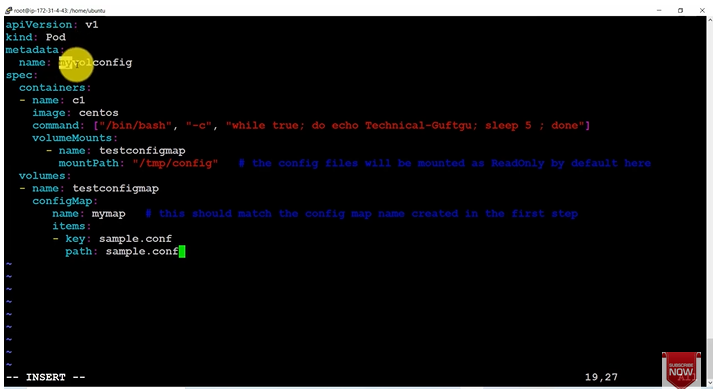 root@ip-172-31-4-43: /home/ubuntu
apiVersion: v1
kind: Pod
metadata:
  name: myvolconfig
spec:
  containers:
  - name: c1
    image: centos
    command: ["/bin/bash", "-c", "while true; do echo Technical-Guftgu; sleep 5 ; done"]
    volumeMounts:
      - name: testconfigmap
        mountPath: "/tmp/config"   # the config files will be mounted as ReadOnly by default here
  volumes:
  - name: testconfigmap
    configMap:
       name: mymap   # this should match the config map name created in the first step
       items:
       - key: sample.conf
         path: sample.conf
~
~
~
~
~
~
-- INSERT --
19,27
SUBSCRIBE
NOW